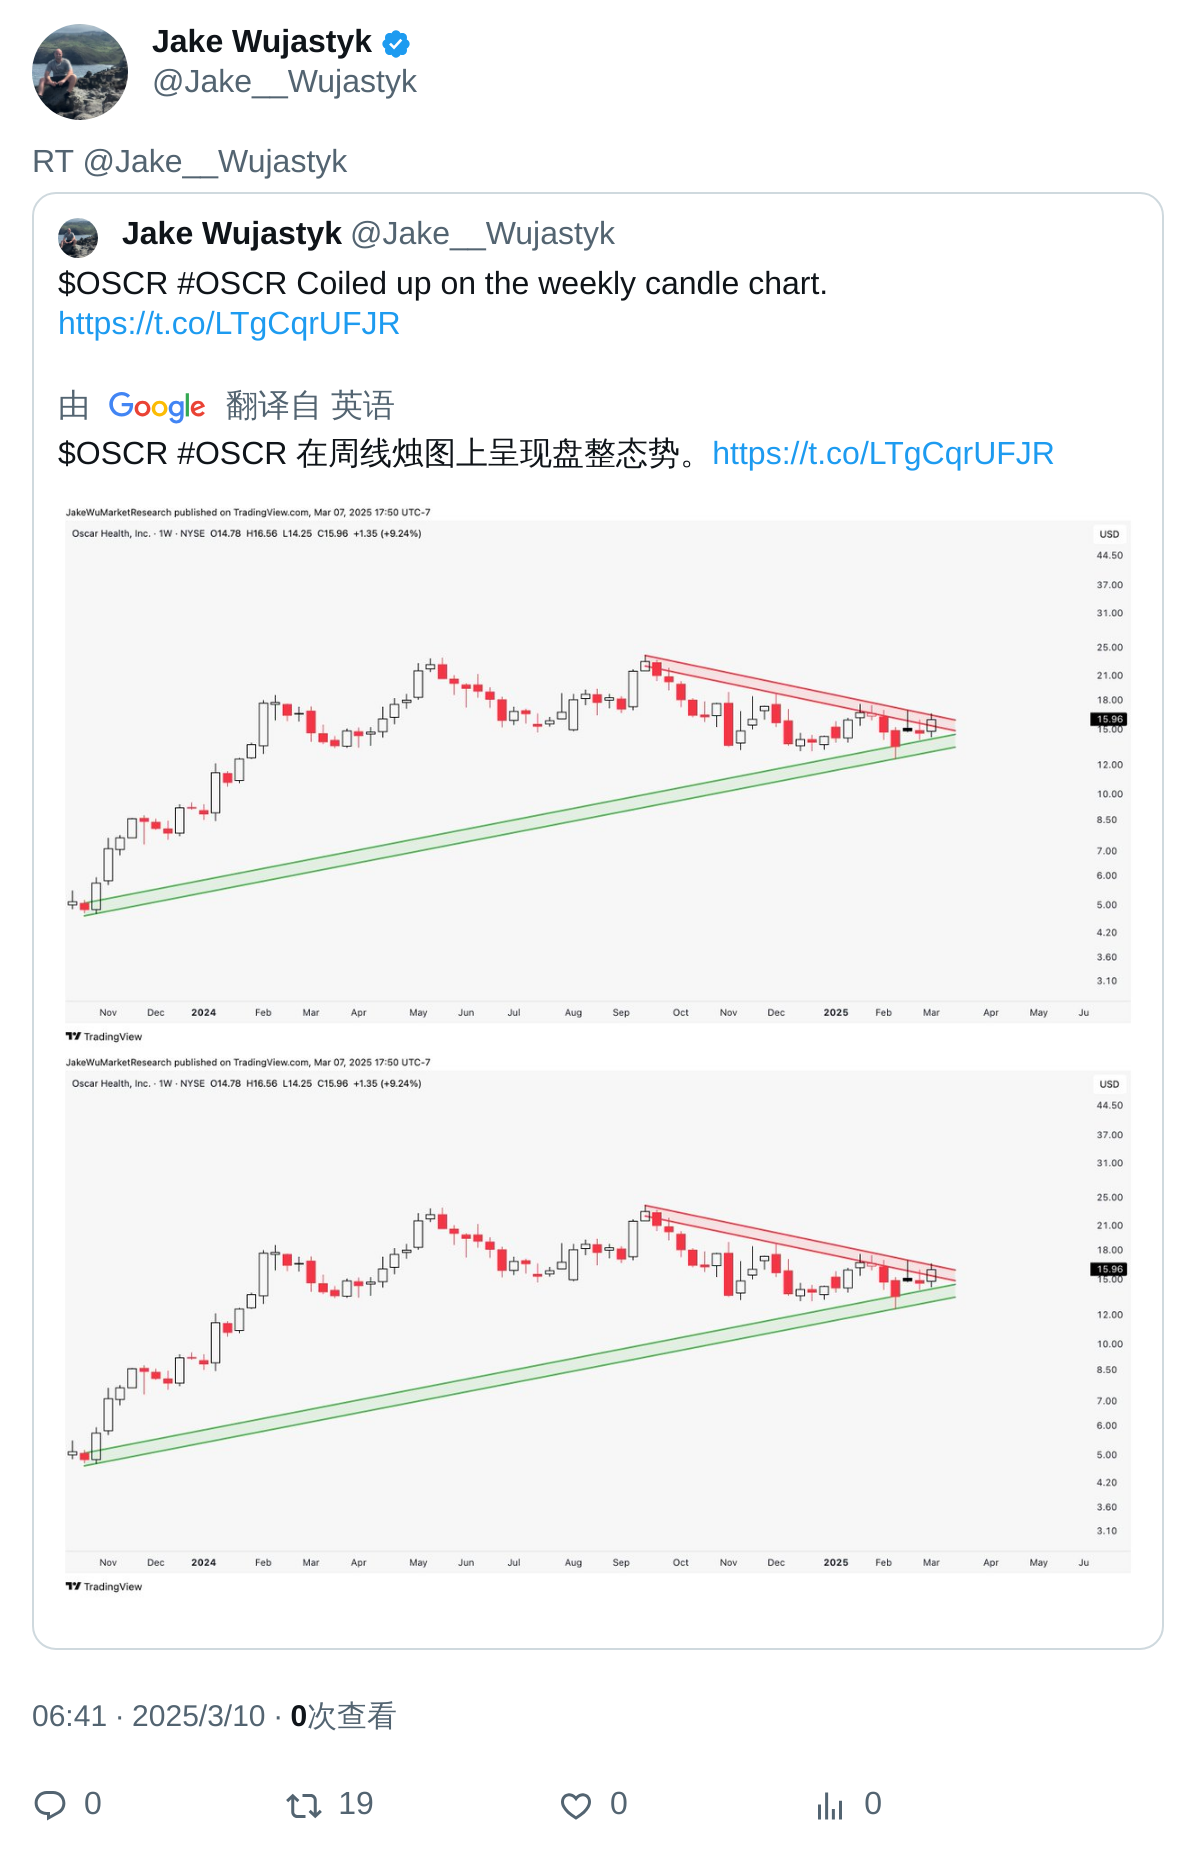 Jake Wujastyk
@Jake__Wujastyk
RT @Jake__Wujastyk
Jake Wujastyk @Jake__Wujastyk
$OSCR #OSCR Coiled up on the weekly candle chart.
https://t.co/LTgCqrUFJR
由 Google 翻译自 英语
$OSCR #OSCR 在周线烛图上呈现盘整态势。https://t.co/LTgCqrUFJR
JakeWuMarketResearch published on TradingView.com, Mar 07, 2025 17:50 UTC-7
Oscar Health, Inc. · 1W · NYSE O14.78 H16.56 L14.25 C15.96 +1.35 (+9.24%)
USD
44.50
37.00
31.00
25.00
21.00
18.00
15.96
15.00
12.00
10.00
8.50
7.00
6.00
5.00
4.20
3.60
3.10
Nov Dec 2024 Feb Mar Apr May Jun Jul Aug Sep Oct Nov Dec 2025 Feb Mar Apr May Ju
TradingView
JakeWuMarketResearch published on TradingView.com, Mar 07, 2025 17:50 UTC-7
Oscar Health, Inc. · 1W · NYSE O14.78 H16.56 L14.25 C15.96 +1.35 (+9.24%)
USD
44.50
37.00
31.00
25.00
21.00
18.00
15.96
15.00
12.00
10.00
8.50
7.00
6.00
5.00
4.20
3.60
3.10
Nov Dec 2024 Feb Mar Apr May Jun Jul Aug Sep Oct Nov Dec 2025 Feb Mar Apr May Ju
TradingView
06:41 · 2025/3/10 · 0次查看
0 19 0 0